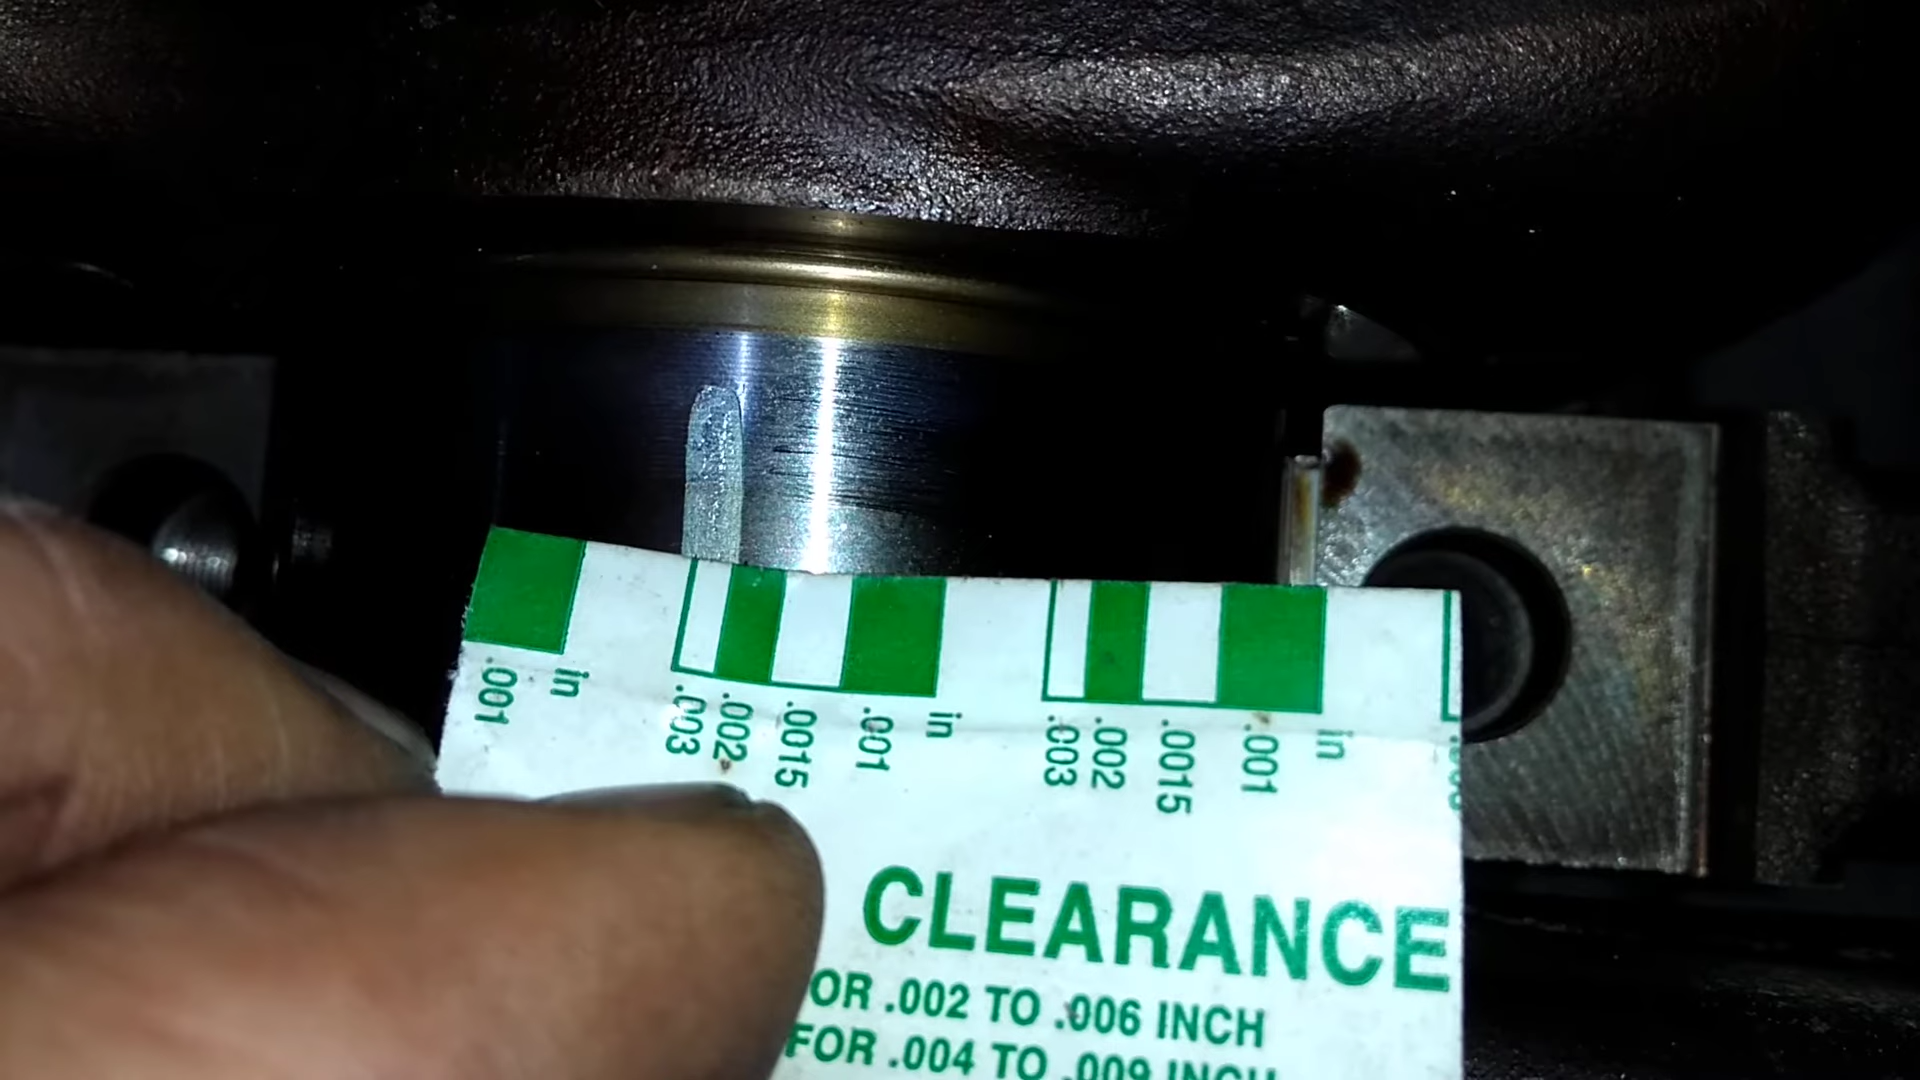 .001 in .003 .002 .0015 .001 in .003 .002 .0015 .001 in
CLEARANCE
OR .002 TO .006 INCH
FOR .004 TO .009 INCH